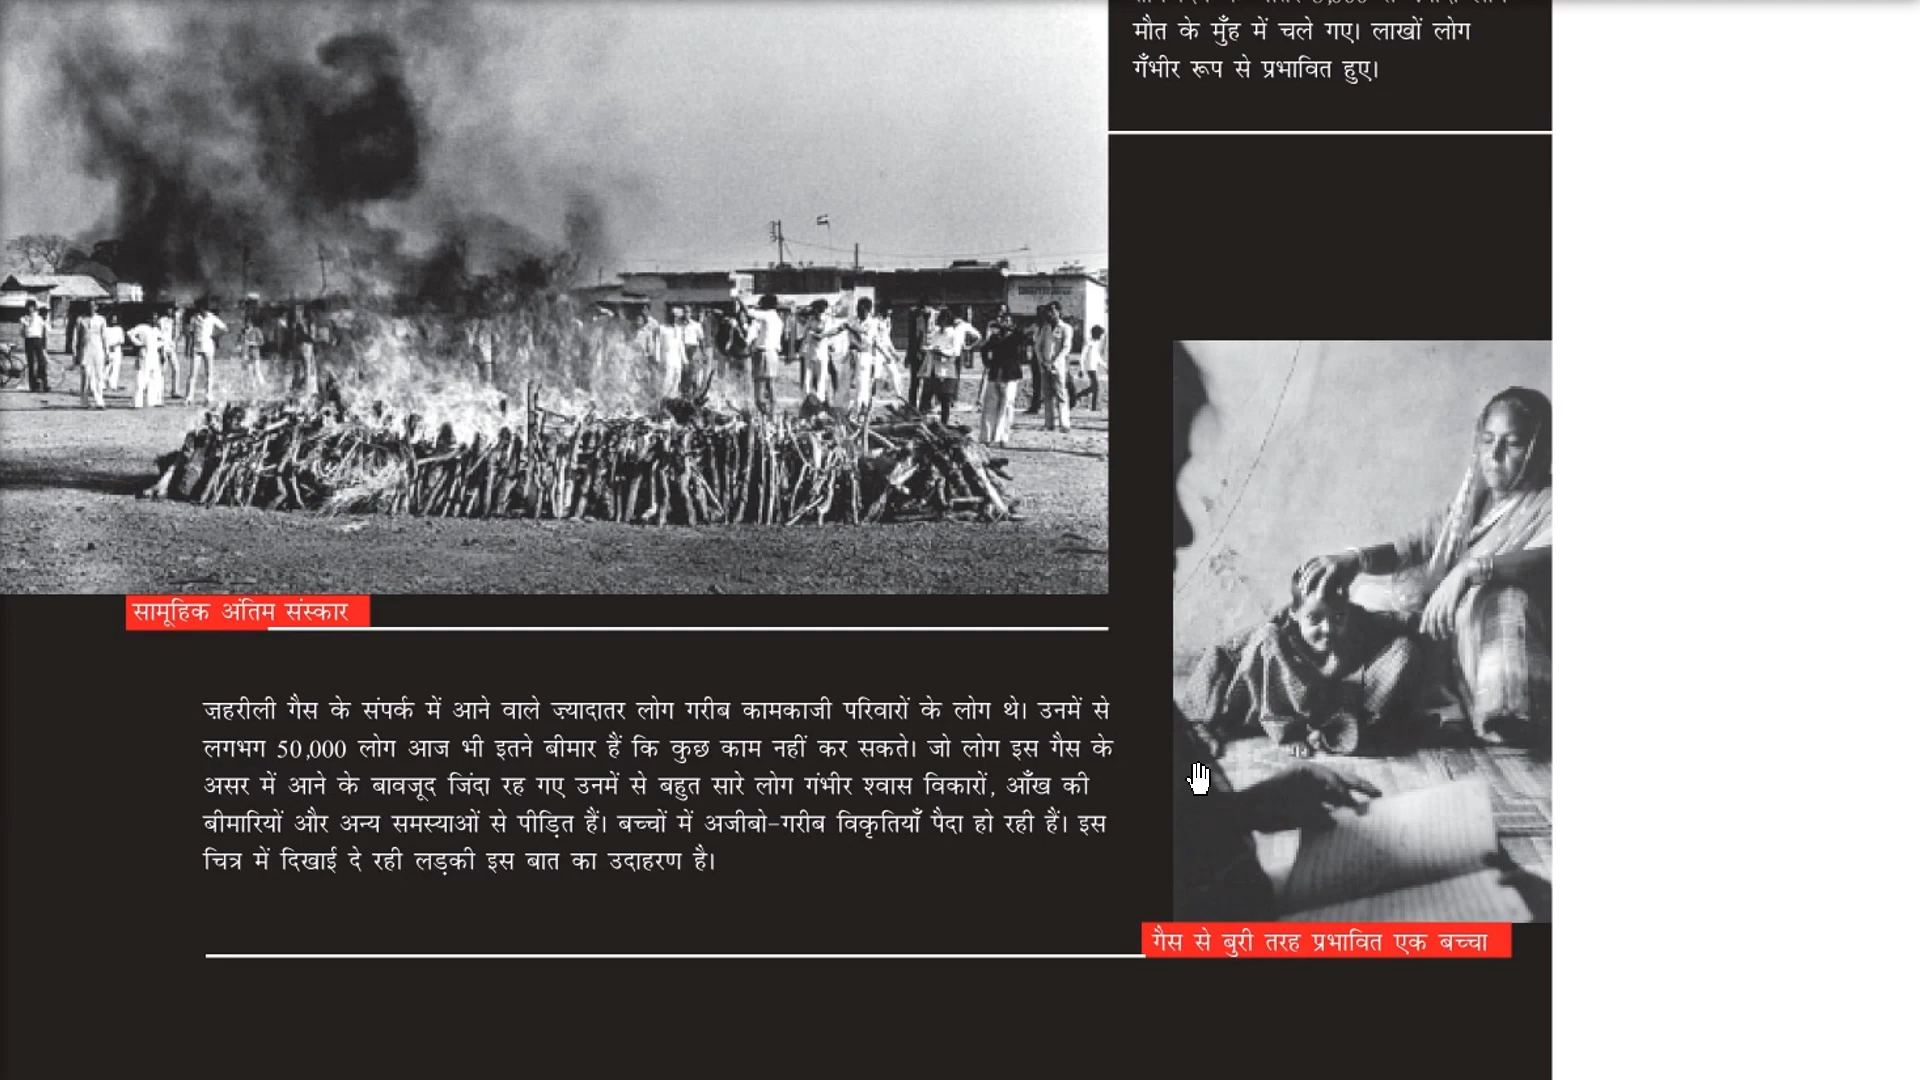 मौत के मुँह में चले गए। लाखों लोग
गँभीर रूप से प्रभावित हुए।
सामूहिक अंतिम संस्कार
ज़हरीली गैस के संपर्क में आने वाले ज्यादातर लोग गरीब कामकाजी परिवारों के लोग थे। उनमें से
लगभग 50,000 लोग आज भी इतने बीमार हैं कि कुछ काम नहीं कर सकते। जो लोग इस गैस के
असर में आने के बावजूद जिंदा रह गए उनमें से बहुत सारे लोग गंभीर श्वास विकारों, आँख की
बीमारियों और अन्य समस्याओं से पीड़ित हैं। बच्चों में अजीबो-गरीब विकृतियाँ पैदा हो रही हैं। इस
चित्र में दिखाई दे रही लड़की इस बात का उदाहरण है।
गैस से बुरी तरह प्रभावित एक बच्चा